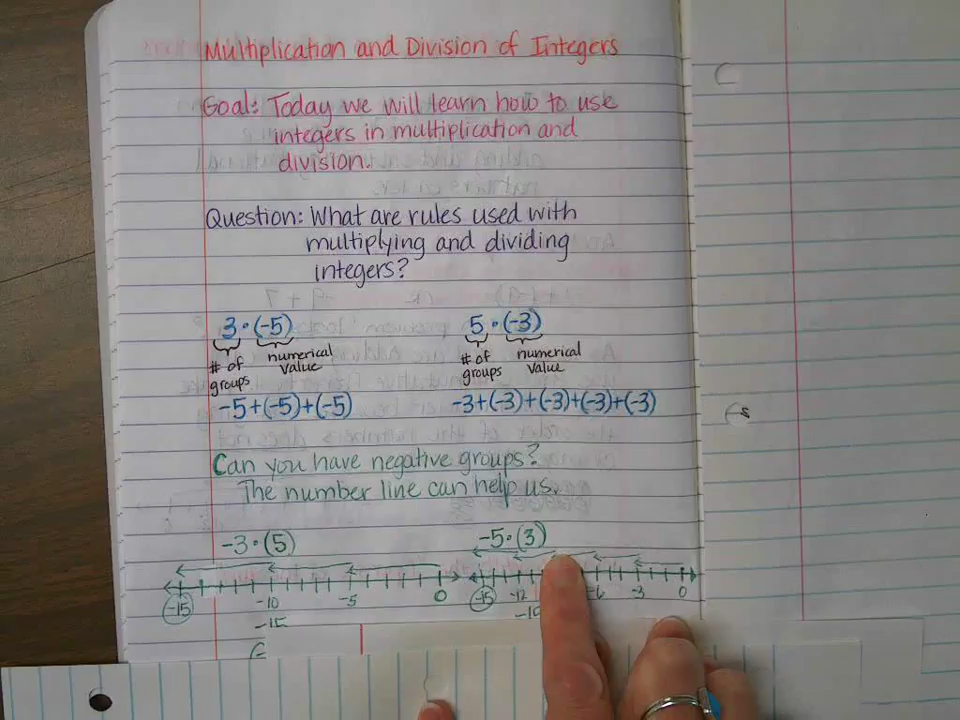 Multiplication and Division of Integers
Goal: Today we will learn how to use
integers in multiplication and
division.
Question: What are rules used with
multiplying and dividing
integers?
3 · (-5)
# of
groups
numerical
value
-5+(-5)+(-5)
5 · (-3)
# of
groups
numerical
value
-3+(-3)+(-3)+(-3)+(-3)
Can you have negative groups?
The number line can help us.
-3 · (5)
-15 -10 -5 0
-15
-5 · (3)
-15 -12 -6 -3 0